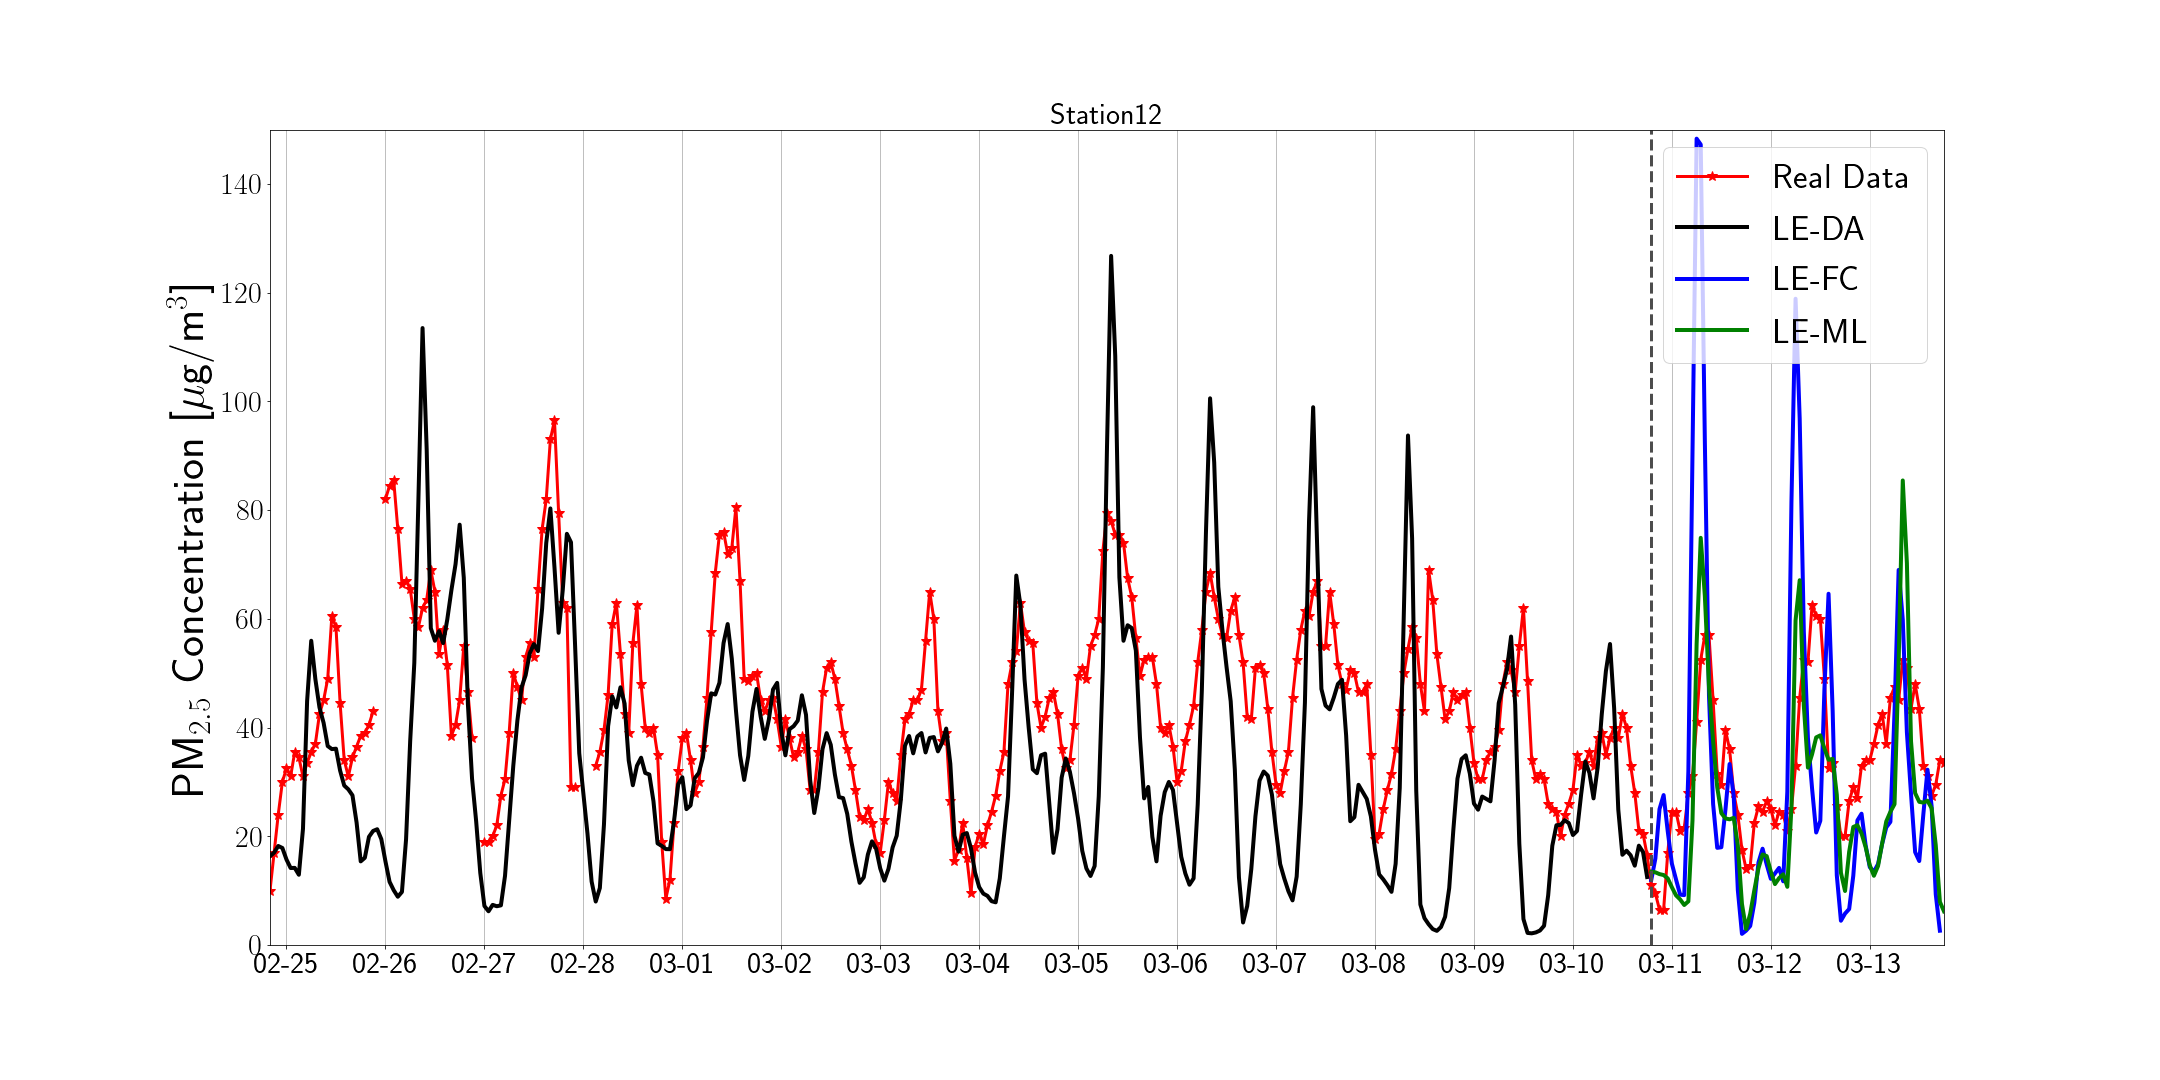 Station12
PM2.5 Concentration [μg/m³]
140
120
100
80
60
40
20
0
02-25 02-26 02-27 02-28 03-01 03-02 03-03 03-04 03-05 03-06 03-07 03-08 03-09 03-10 03-11 03-12 03-13
Real Data
LE-DA
LE-FC
LE-ML